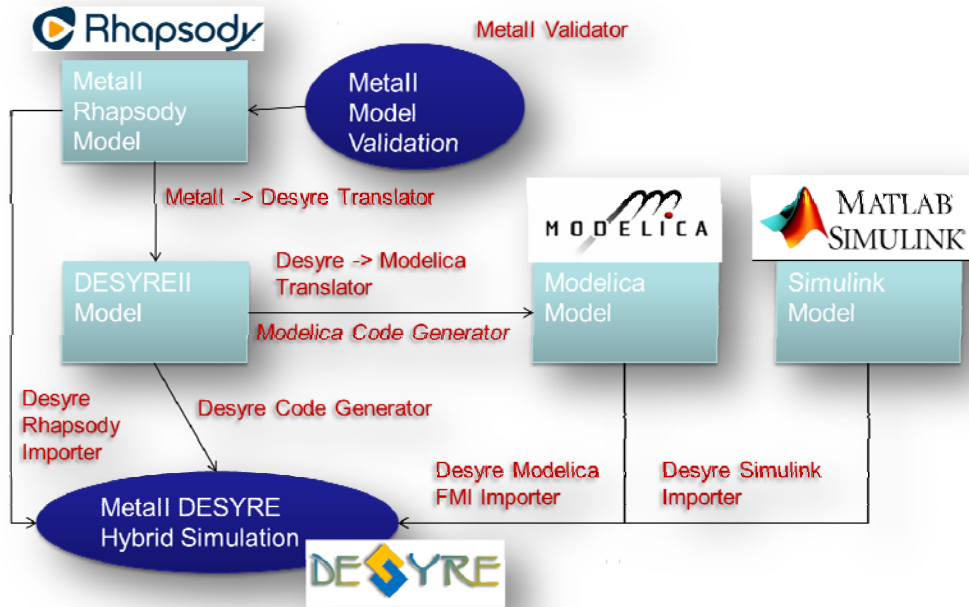 Rhapsody
MetaII Validator
MetaII
Rhapsody
Model
MetaII
Model
Validation
MetaII -> Desyre Translator
MODELICA
MATLAB
SIMULINK
DESYREII
Model
Desyre -> Modelica
Translator
Modelica Code Generator
Modelica
Model
Simulink
Model
Desyre
Rhapsody
Importer
Desyre Code Generator
Desyre Modelica
FMI Importer
Desyre Simulink
Importer
MetaII DESYRE
Hybrid Simulation
DESYRE